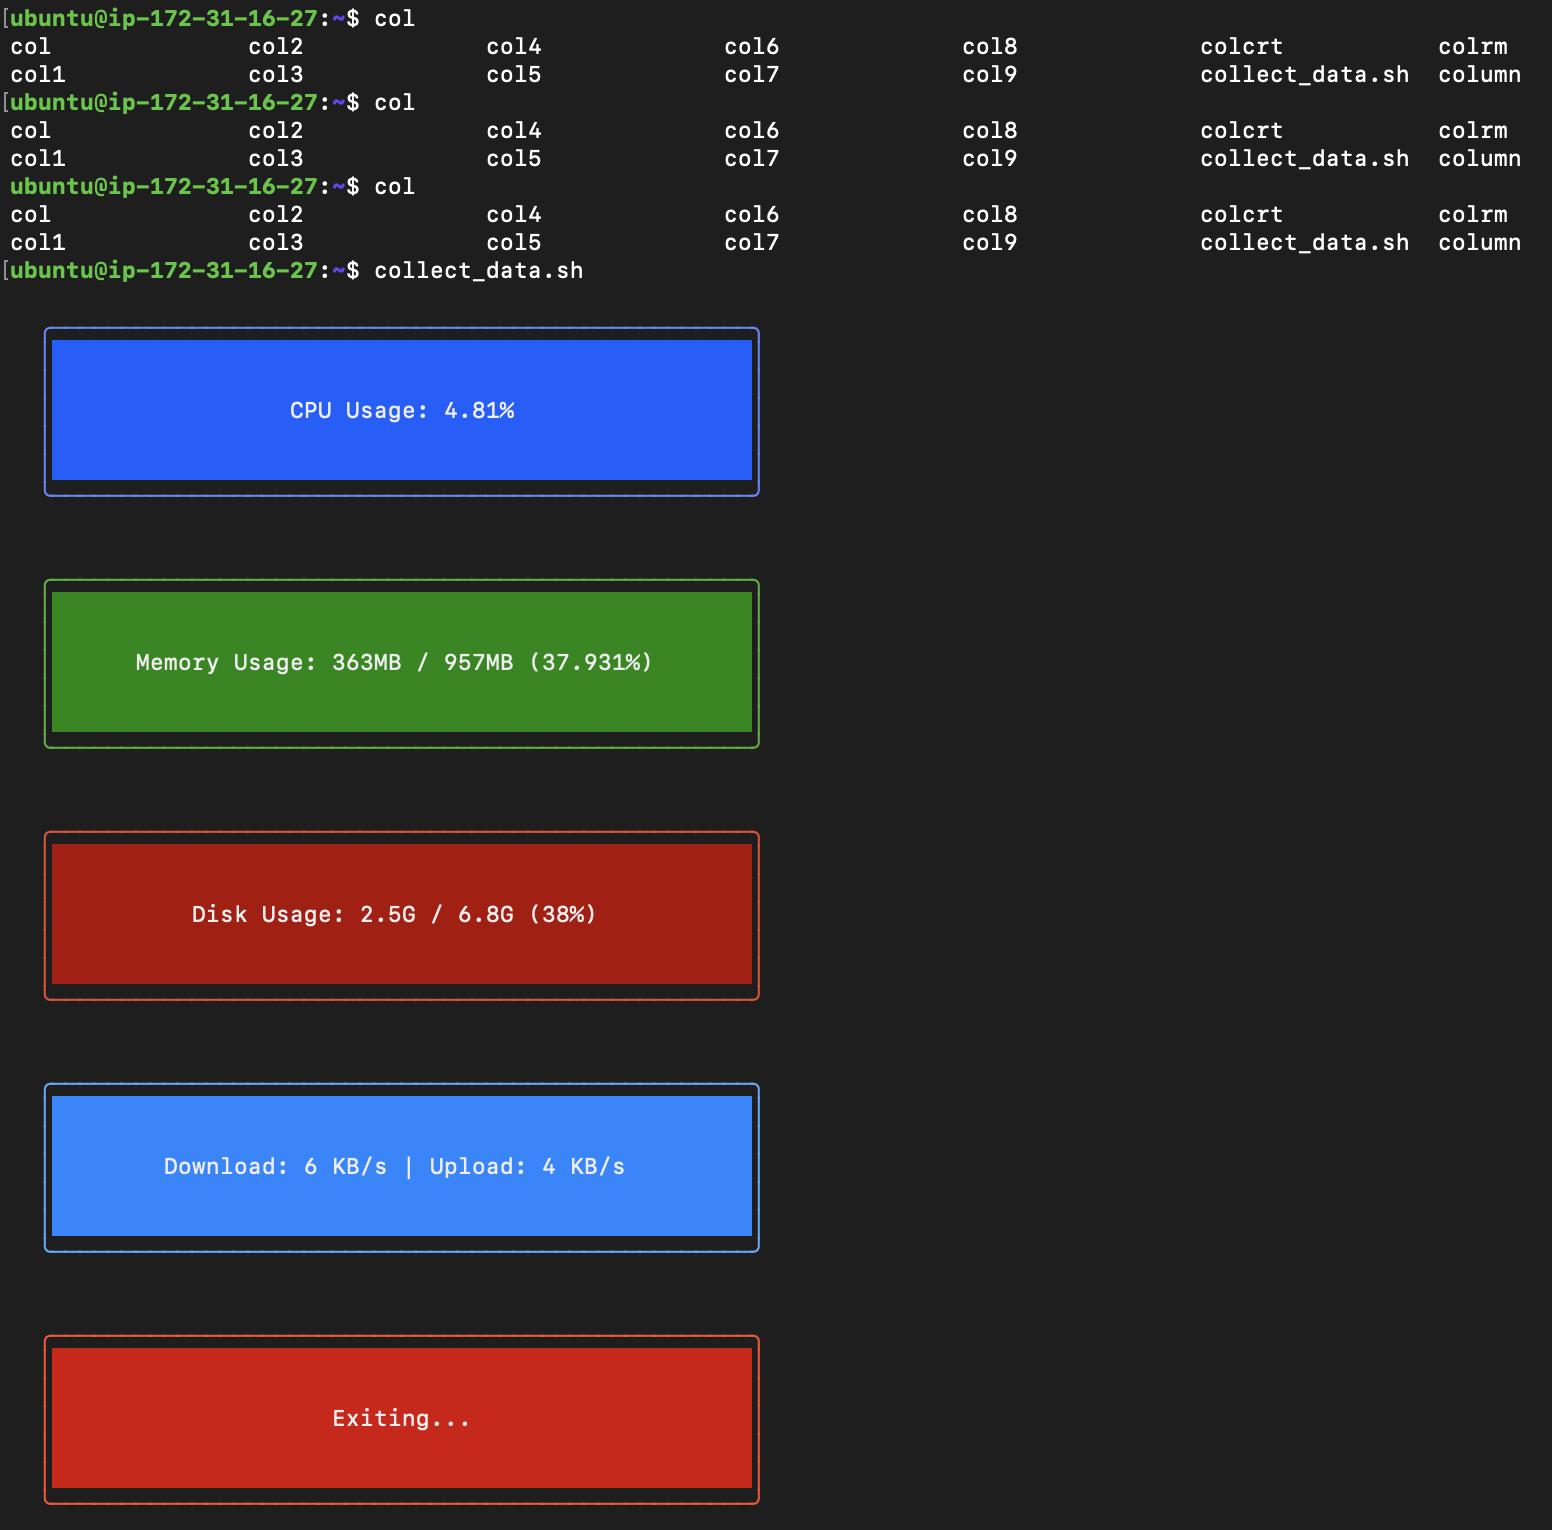 [ubuntu@ip-172-31-16-27:~$ col
col col2 col4 col6 col8 colcrt colrm
col1 col3 col5 col7 col9 collect_data.sh column
[ubuntu@ip-172-31-16-27:~$ col
col col2 col4 col6 col8 colcrt colrm
col1 col3 col5 col7 col9 collect_data.sh column
ubuntu@ip-172-31-16-27:~$ col
col col2 col4 col6 col8 colcrt colrm
col1 col3 col5 col7 col9 collect_data.sh column
[ubuntu@ip-172-31-16-27:~$ collect_data.sh
CPU Usage: 4.81%
Memory Usage: 363MB / 957MB (37.931%)
Disk Usage: 2.5G / 6.8G (38%)
Download: 6 KB/s | Upload: 4 KB/s
Exiting...